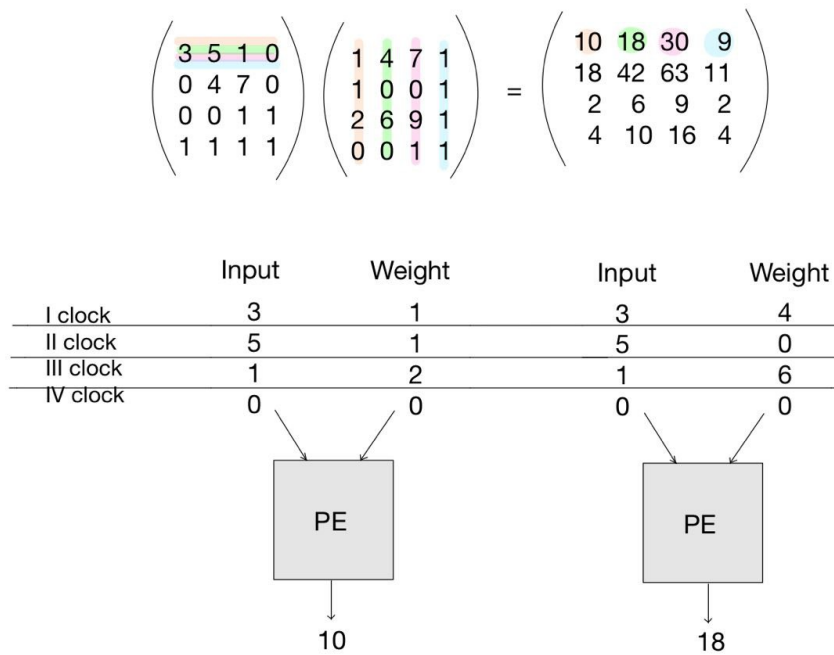 3 5 1 0
0 4 7 0
0 0 1 1
1 1 1 1
1 4 7 1
1 0 0 1
2 6 9 1
0 0 1 1
=
10 18 30 9
18 42 63 11
2 6 9 2
4 10 16 4
Input Weight Input Weight
I clock 3 1 3 4
II clock 5 1 5 0
III clock 1 2 1 6
IV clock 0 0 0 0
PE PE
10 18